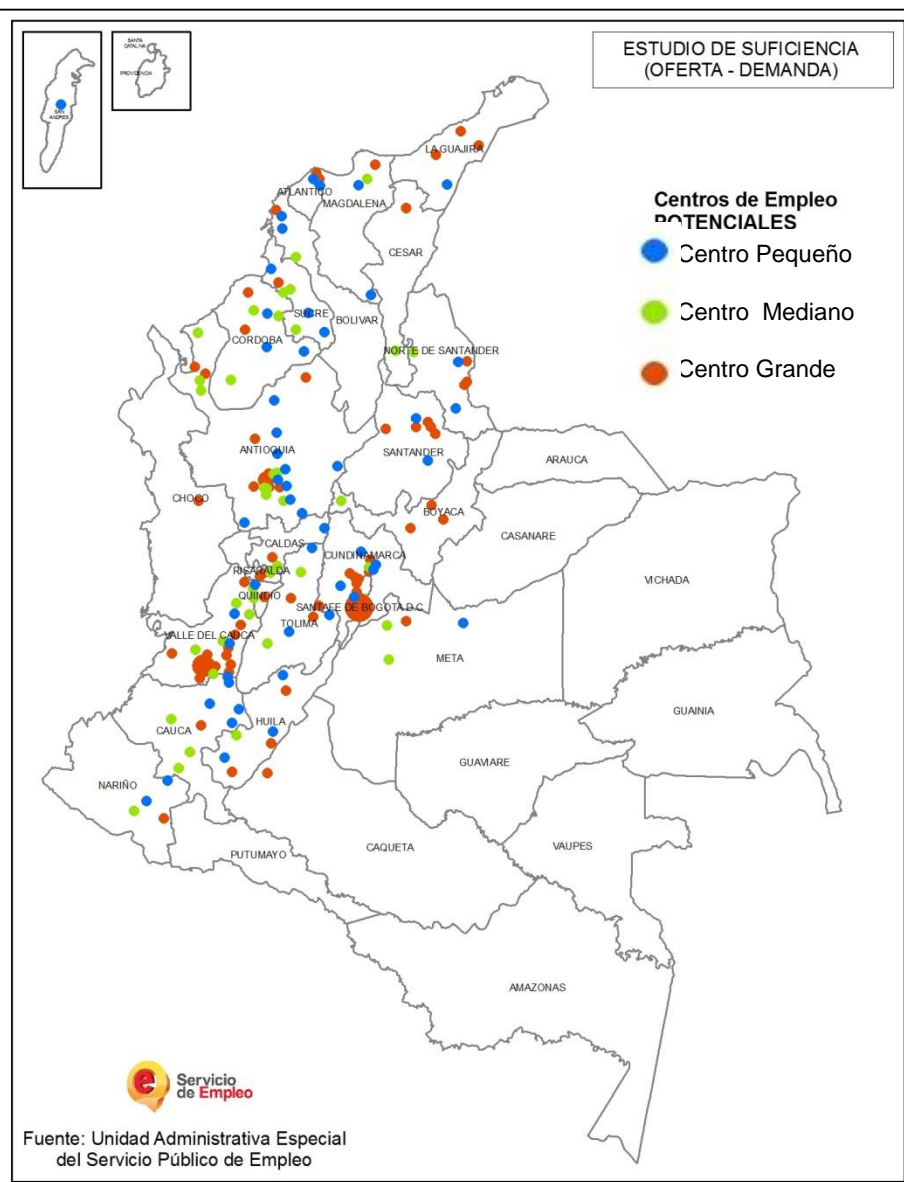 ESTUDIO DE SUFICIENCIA
(OFERTA - DEMANDA)
SANTA
CATALINA
PROVIDENCIA
SAN
ANDRES
Centros de Empleo
POTENCIALES
Centro Pequeño
Centro Mediano
Centro Grande
LA GUAJIRA
ATLANTICO
MAGDALENA
CESAR
SUCRE
BOLIVAR
CORDOBA
NORTE DE SANTANDER
ANTIOQUIA
SANTANDER
ARAUCA
CHOCO
BOYACA
CASANARE
CALDAS
CUNDINAMARCA
VICHADA
RISARALDA
QUINDIO
SANTAFE DE BOGOTA D.C
TOLIMA
VALLE DEL CAUCA
META
GUAINIA
HUILA
CAUCA
GUAVIARE
NARIÑO
CAQUETA
VAUPES
PUTUMAYO
AMAZONAS
e Servicio
de Empleo
Fuente: Unidad Administrativa Especial
del Servicio Público de Empleo